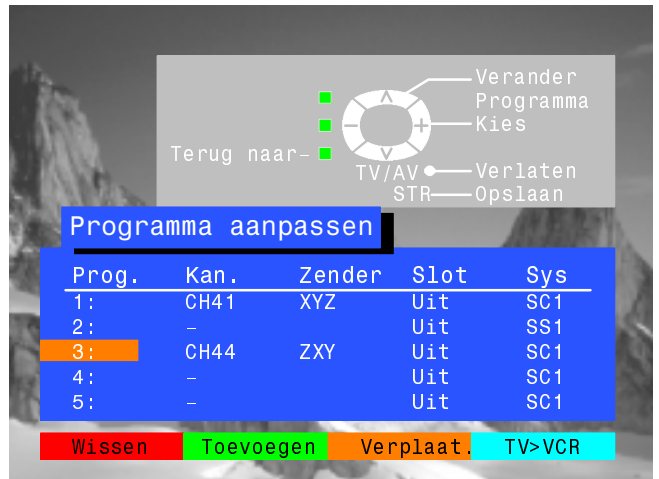 Verander
Programma
Kies
Terug naar-
TV/AV Verlaten
STR Opslaan
Programma aanpassen
Prog. Kan. Zender Slot Sys
1: CH41 XYZ Uit SC1
2: – Uit SS1
3: CH44 ZXY Uit SC1
4: – Uit SC1
5: – Uit SC1
Wissen Toevoegen Verplaat. TV>VCR